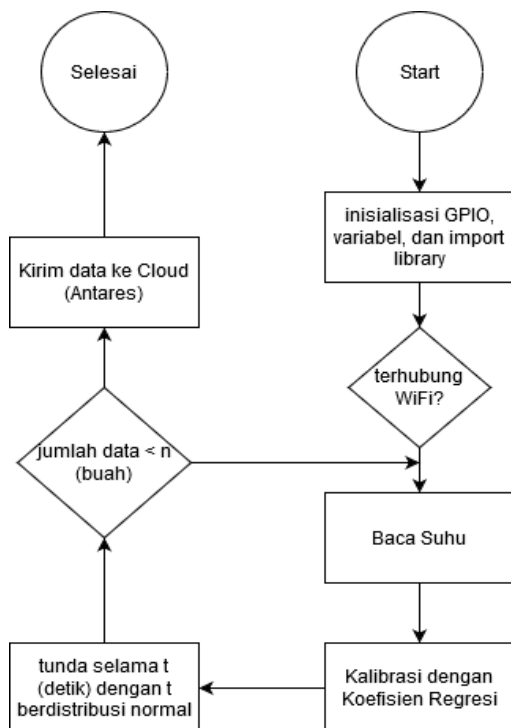 Selesai
Start
inisialisasi GPIO,
variabel, dan import
library
Kirim data ke Cloud
(Antares)
terhubung
WiFi?
jumlah data < n
(buah)
Baca Suhu
tunda selama t
(detik) dengan t
berdistribusi normal
Kalibrasi dengan
Koefisien Regresi